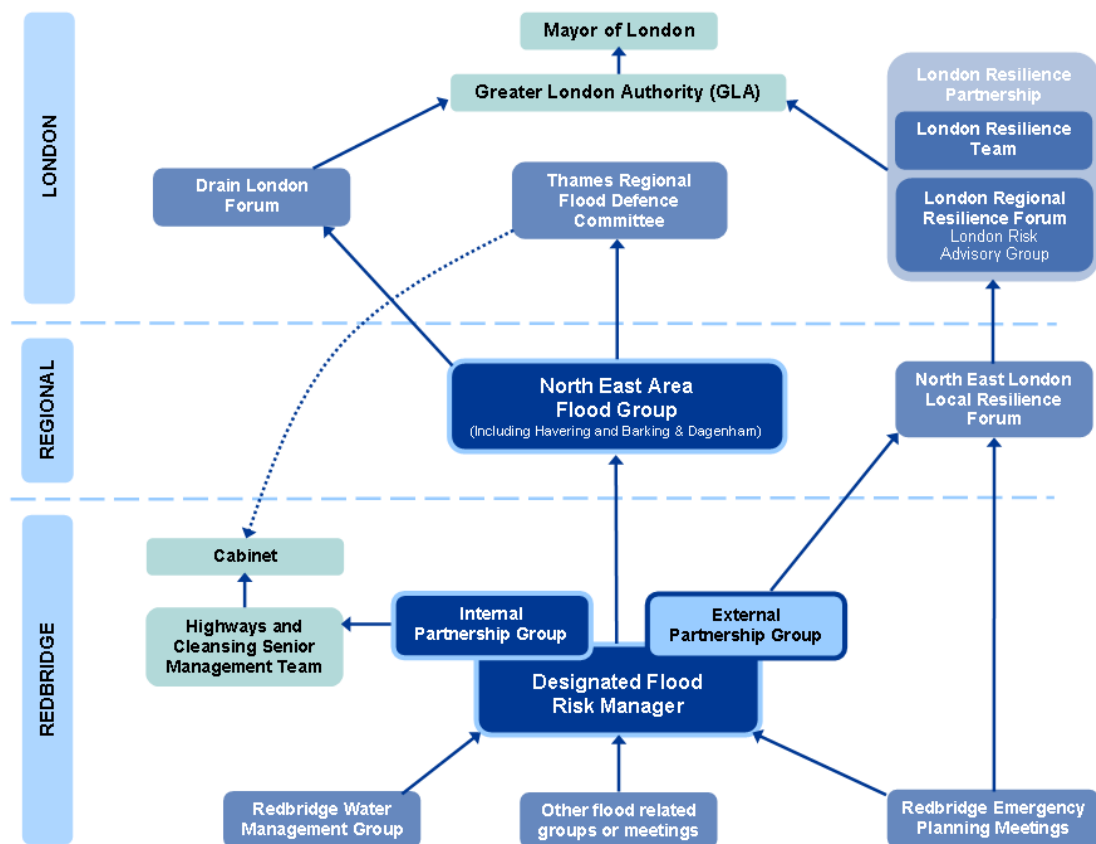 LONDON
Mayor of London
Greater London Authority (GLA)
London Resilience
Partnership
London Resilience
Team
London Regional
Resilience Forum
London Risk
Advisory Group
Drain London
Forum
Thames Regional
Flood Defence
Committee
REGIONAL
North East Area
Flood Group
(Including Havering and Barking & Dagenham)
North East London
Local Resilience
Forum
REDBRIDGE
Cabinet
Highways and
Cleansing Senior
Management Team
Internal
Partnership Group
External
Partnership Group
Designated Flood
Risk Manager
Redbridge Water
Management Group
Other flood related
groups or meetings
Redbridge Emergency
Planning Meetings